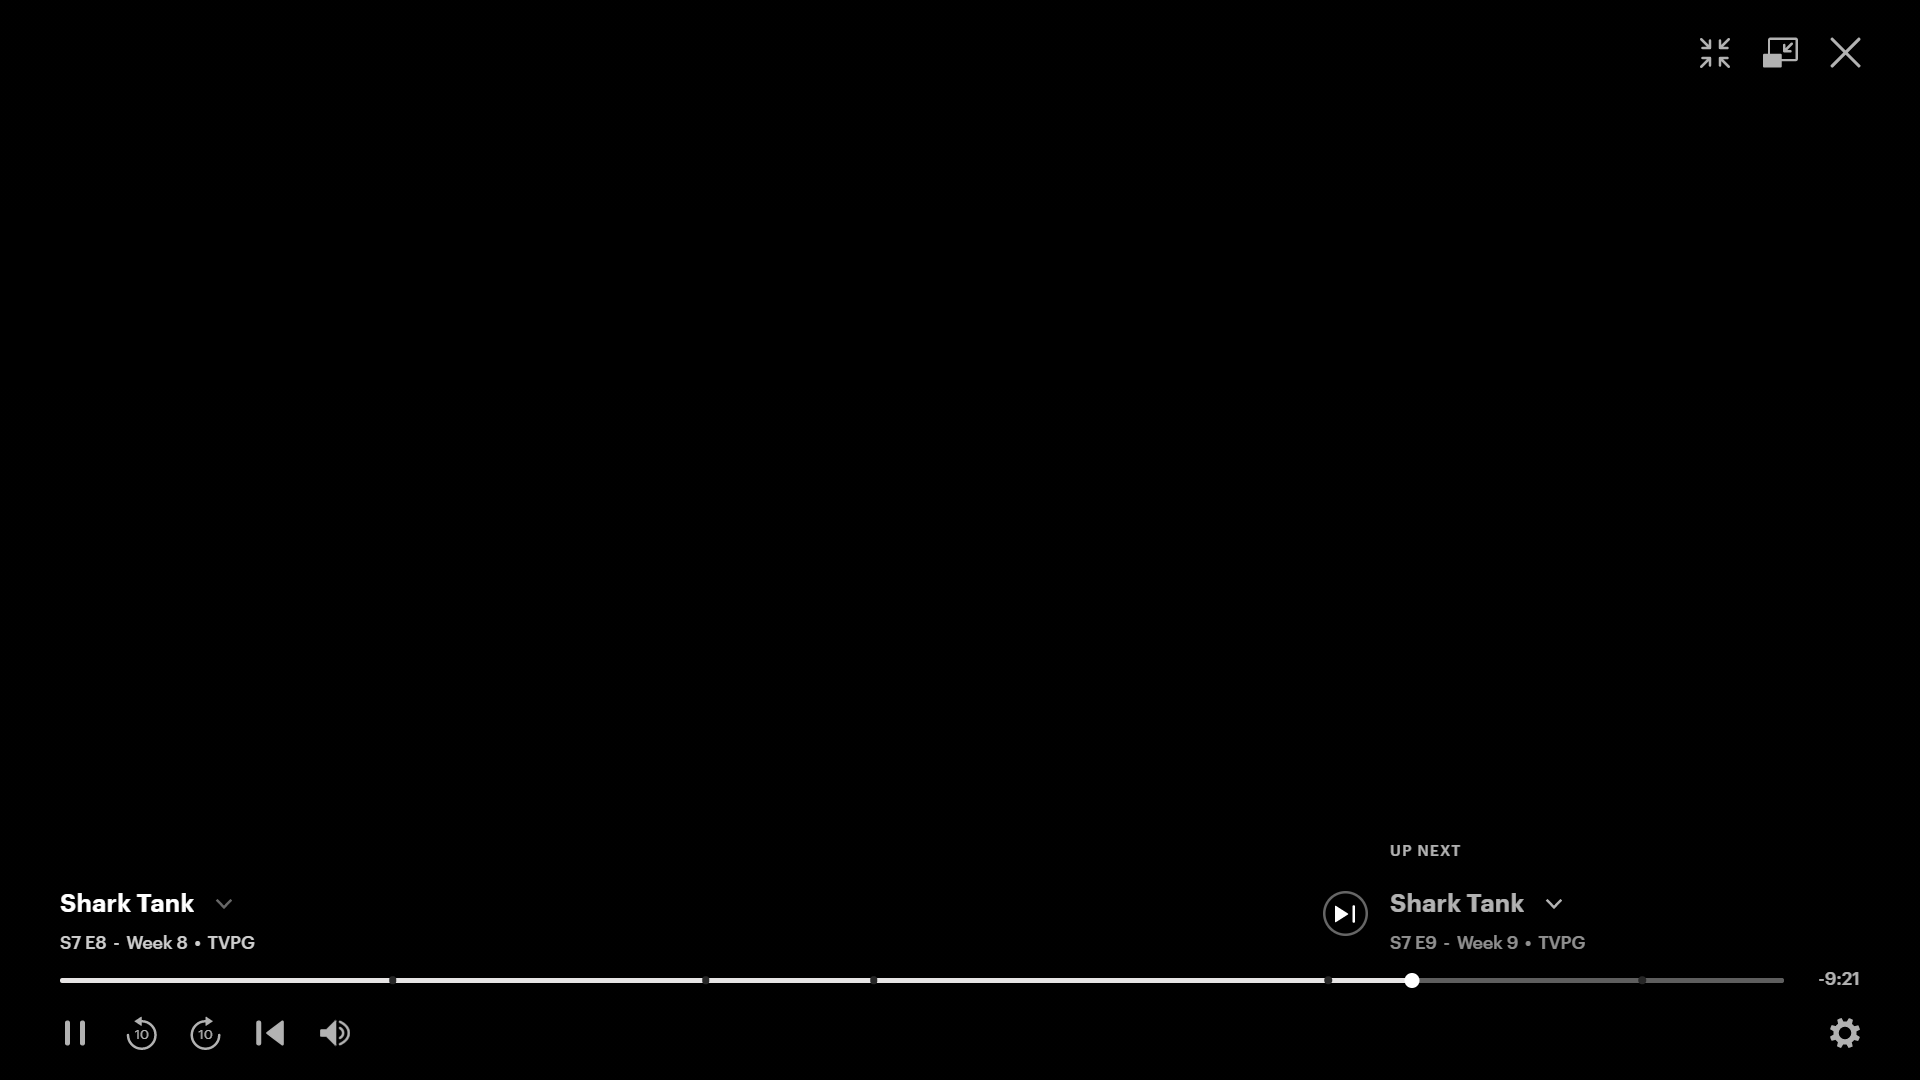 UP NEXT
Shark Tank
S7 E8 - Week 8 • TVPG
Shark Tank
S7 E9 - Week 9 • TVPG
-9:21
10
10